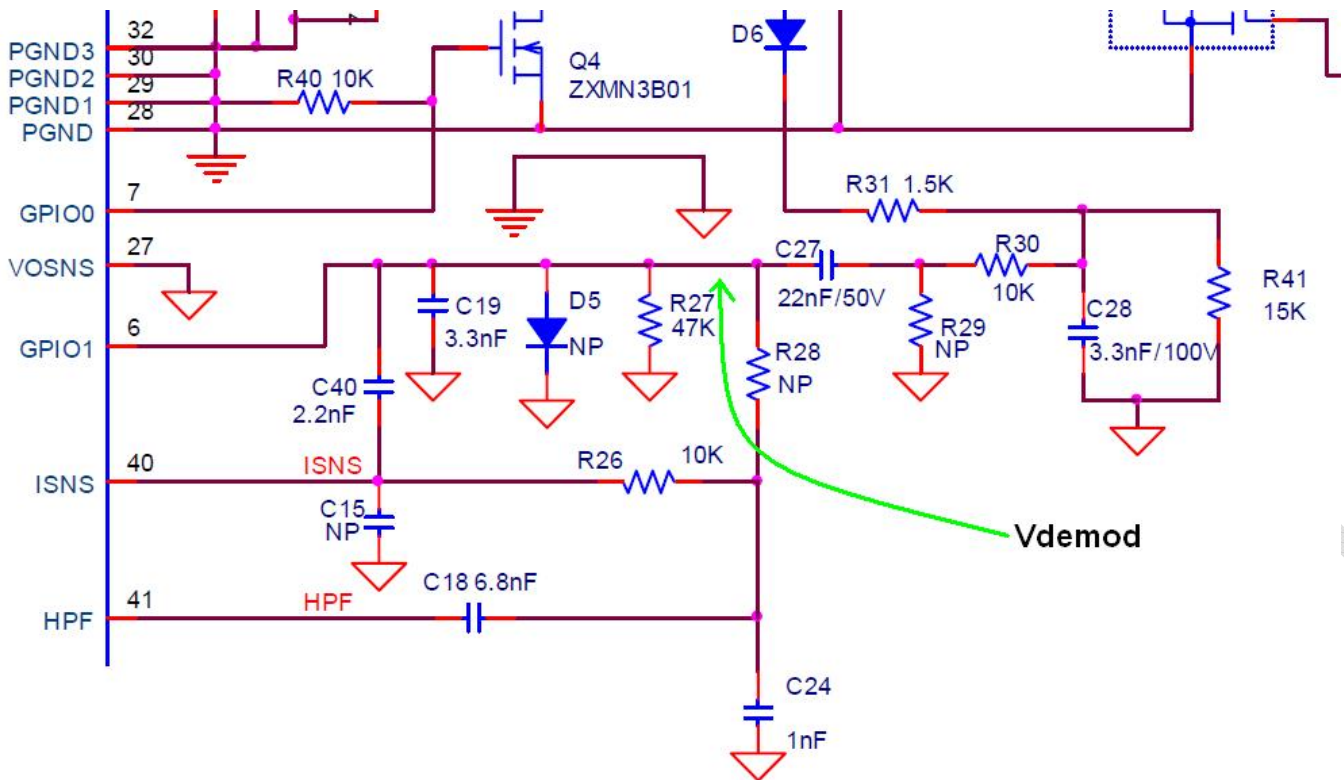 PGND3
32
PGND2
30
PGND1
29
PGND
28
R40 10K
Q4
ZXMN3B01
D6
GPIO0
7
R31 1.5K
VOSNS
27
GPIO1
6
C19
3.3nF
D5
NP
R27
47K
C27
22nF/50V
R30
10K
R29
NP
C28
3.3nF/100V
R41
15K
R28
NP
C40
2.2nF
ISNS
40
ISNS
R26
10K
C15
NP
Vdemod
HPF
41
HPF
C18 6.8nF
C24
1nF